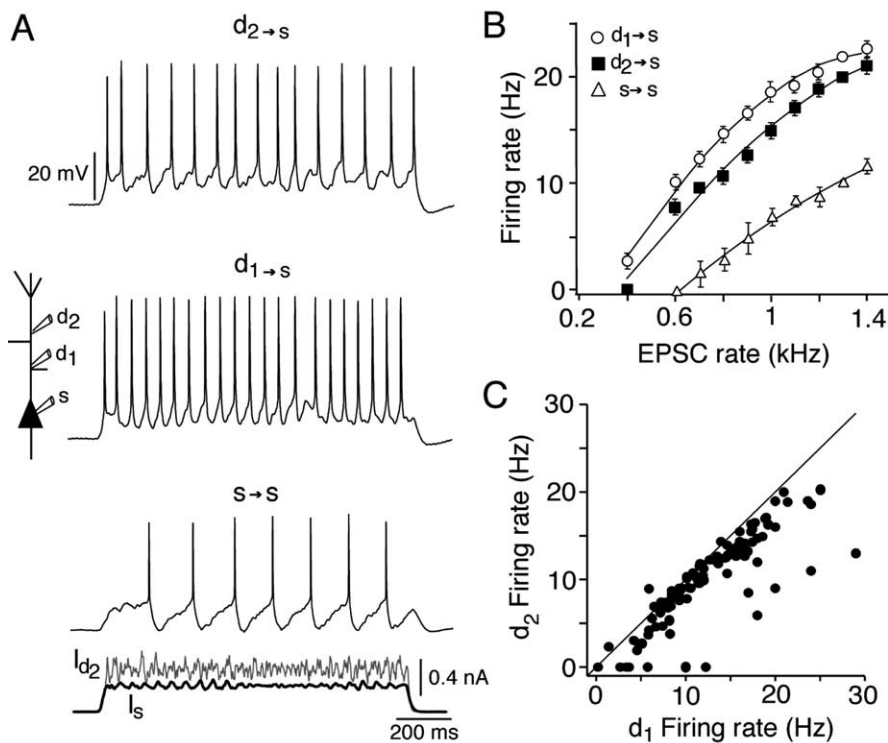 A
d2→s
20 mV
d1→s
d2
d1
s
s→s
Id2
0.4 nA
Is
200 ms
B
d1→s
d2→s
s→s
20
10
0
Firing rate (Hz)
0.2 0.6 1 1.4
EPSC rate (kHz)
C
30
20
10
0
d2 Firing rate (Hz)
0 10 20 30
d1 Firing rate (Hz)